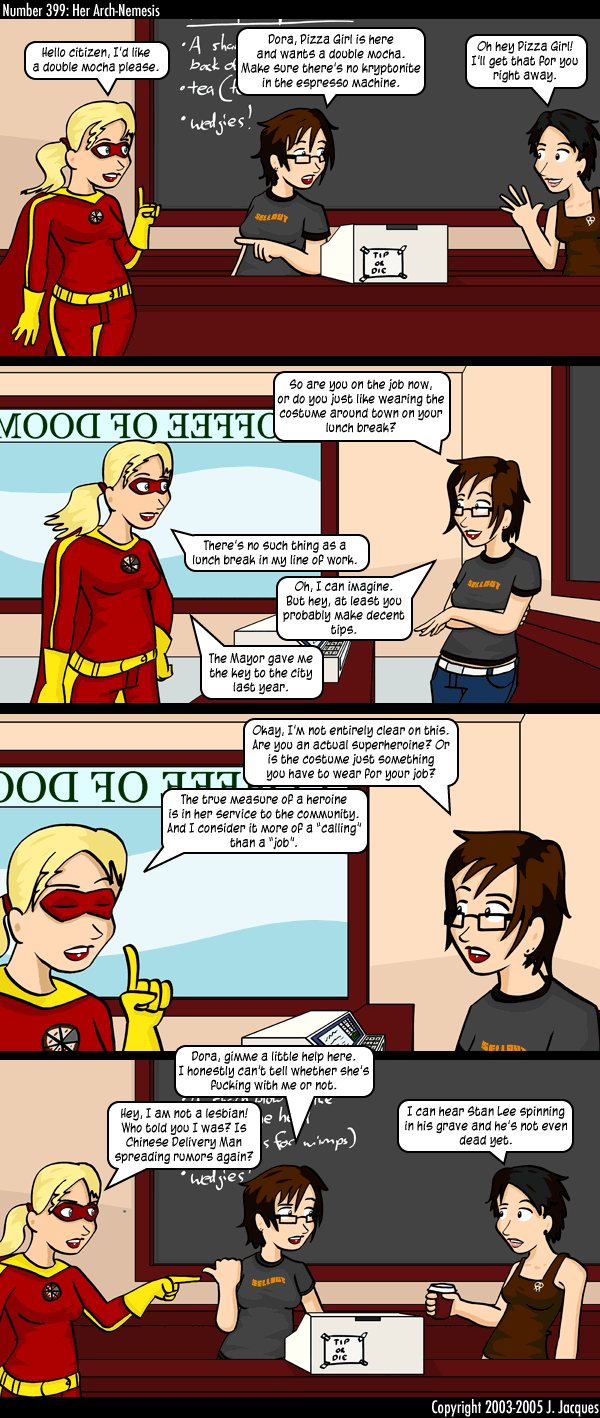 Number 399: Her Arch-Nemesis
Hello citizen, I'd like
a double mocha please.
Dora, Pizza Girl is here
and wants a double mocha.
Make sure there's no kryptonite
in the espresso machine.
Oh hey Pizza Girl!
I'll get that for you
right away.
• A sha
back o
• tea (t
• wedgies!
SELLOUT
TIP
OR
DIE
So are you on the job now,
or do you just like wearing the
costume around town on your
lunch break?
OFFEE OF DOOM
There's no such thing as a
lunch break in my line of work.
Oh, I can imagine.
But hey, at least you
probably make decent
tips.
SELLOUT
The Mayor gave me
the key to the city
last year.
Okay, I'm not entirely clear on this.
Are you an actual superheroine? Or
is the costume just something
you have to wear for your job?
FFEE OF DOO
The true measure of a heroine
is in her service to the community.
And I consider it more of a "calling"
than a "job".
SELLOUT
Dora, gimme a little help here.
I honestly can't tell whether she's
fucking with me or not.
Hey, I am not a lesbian!
Who told you I was? Is
Chinese Delivery Man
spreading rumors again?
I can hear Stan Lee spinning
in his grave and he's not even
dead yet.
he h
s for wimps)
• wedgies!
SELLOUT
TIP
OR
DIE
Copyright 2003-2005 J. Jacques